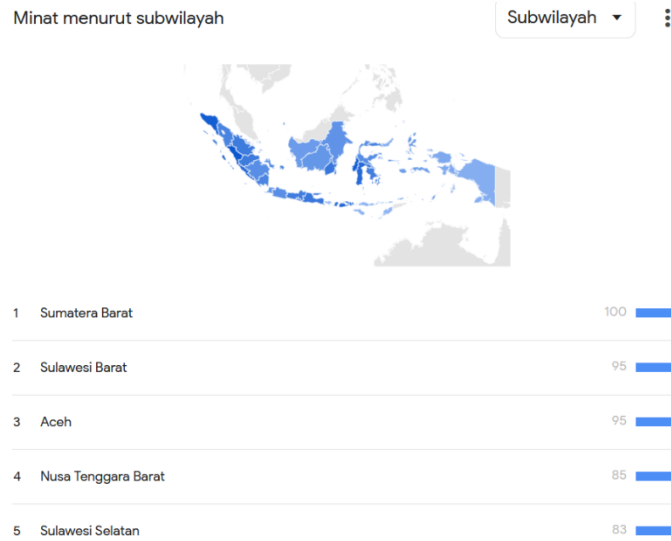 Minat menurut subwilayah
Subwilayah
1 Sumatera Barat 100
2 Sulawesi Barat 95
3 Aceh 95
4 Nusa Tenggara Barat 85
5 Sulawesi Selatan 83